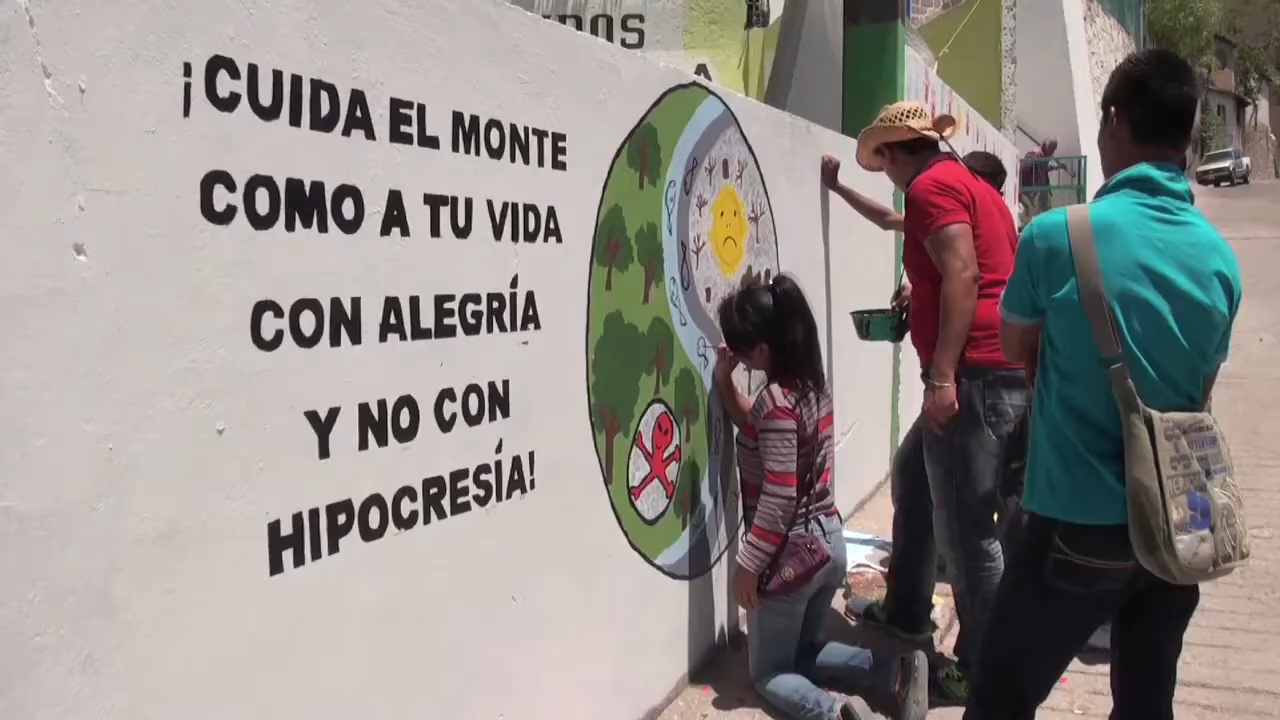 ¡CUIDA EL MONTE
COMO A TU VIDA
CON ALEGRÍA
Y NO CON
HIPOCRESÍA!